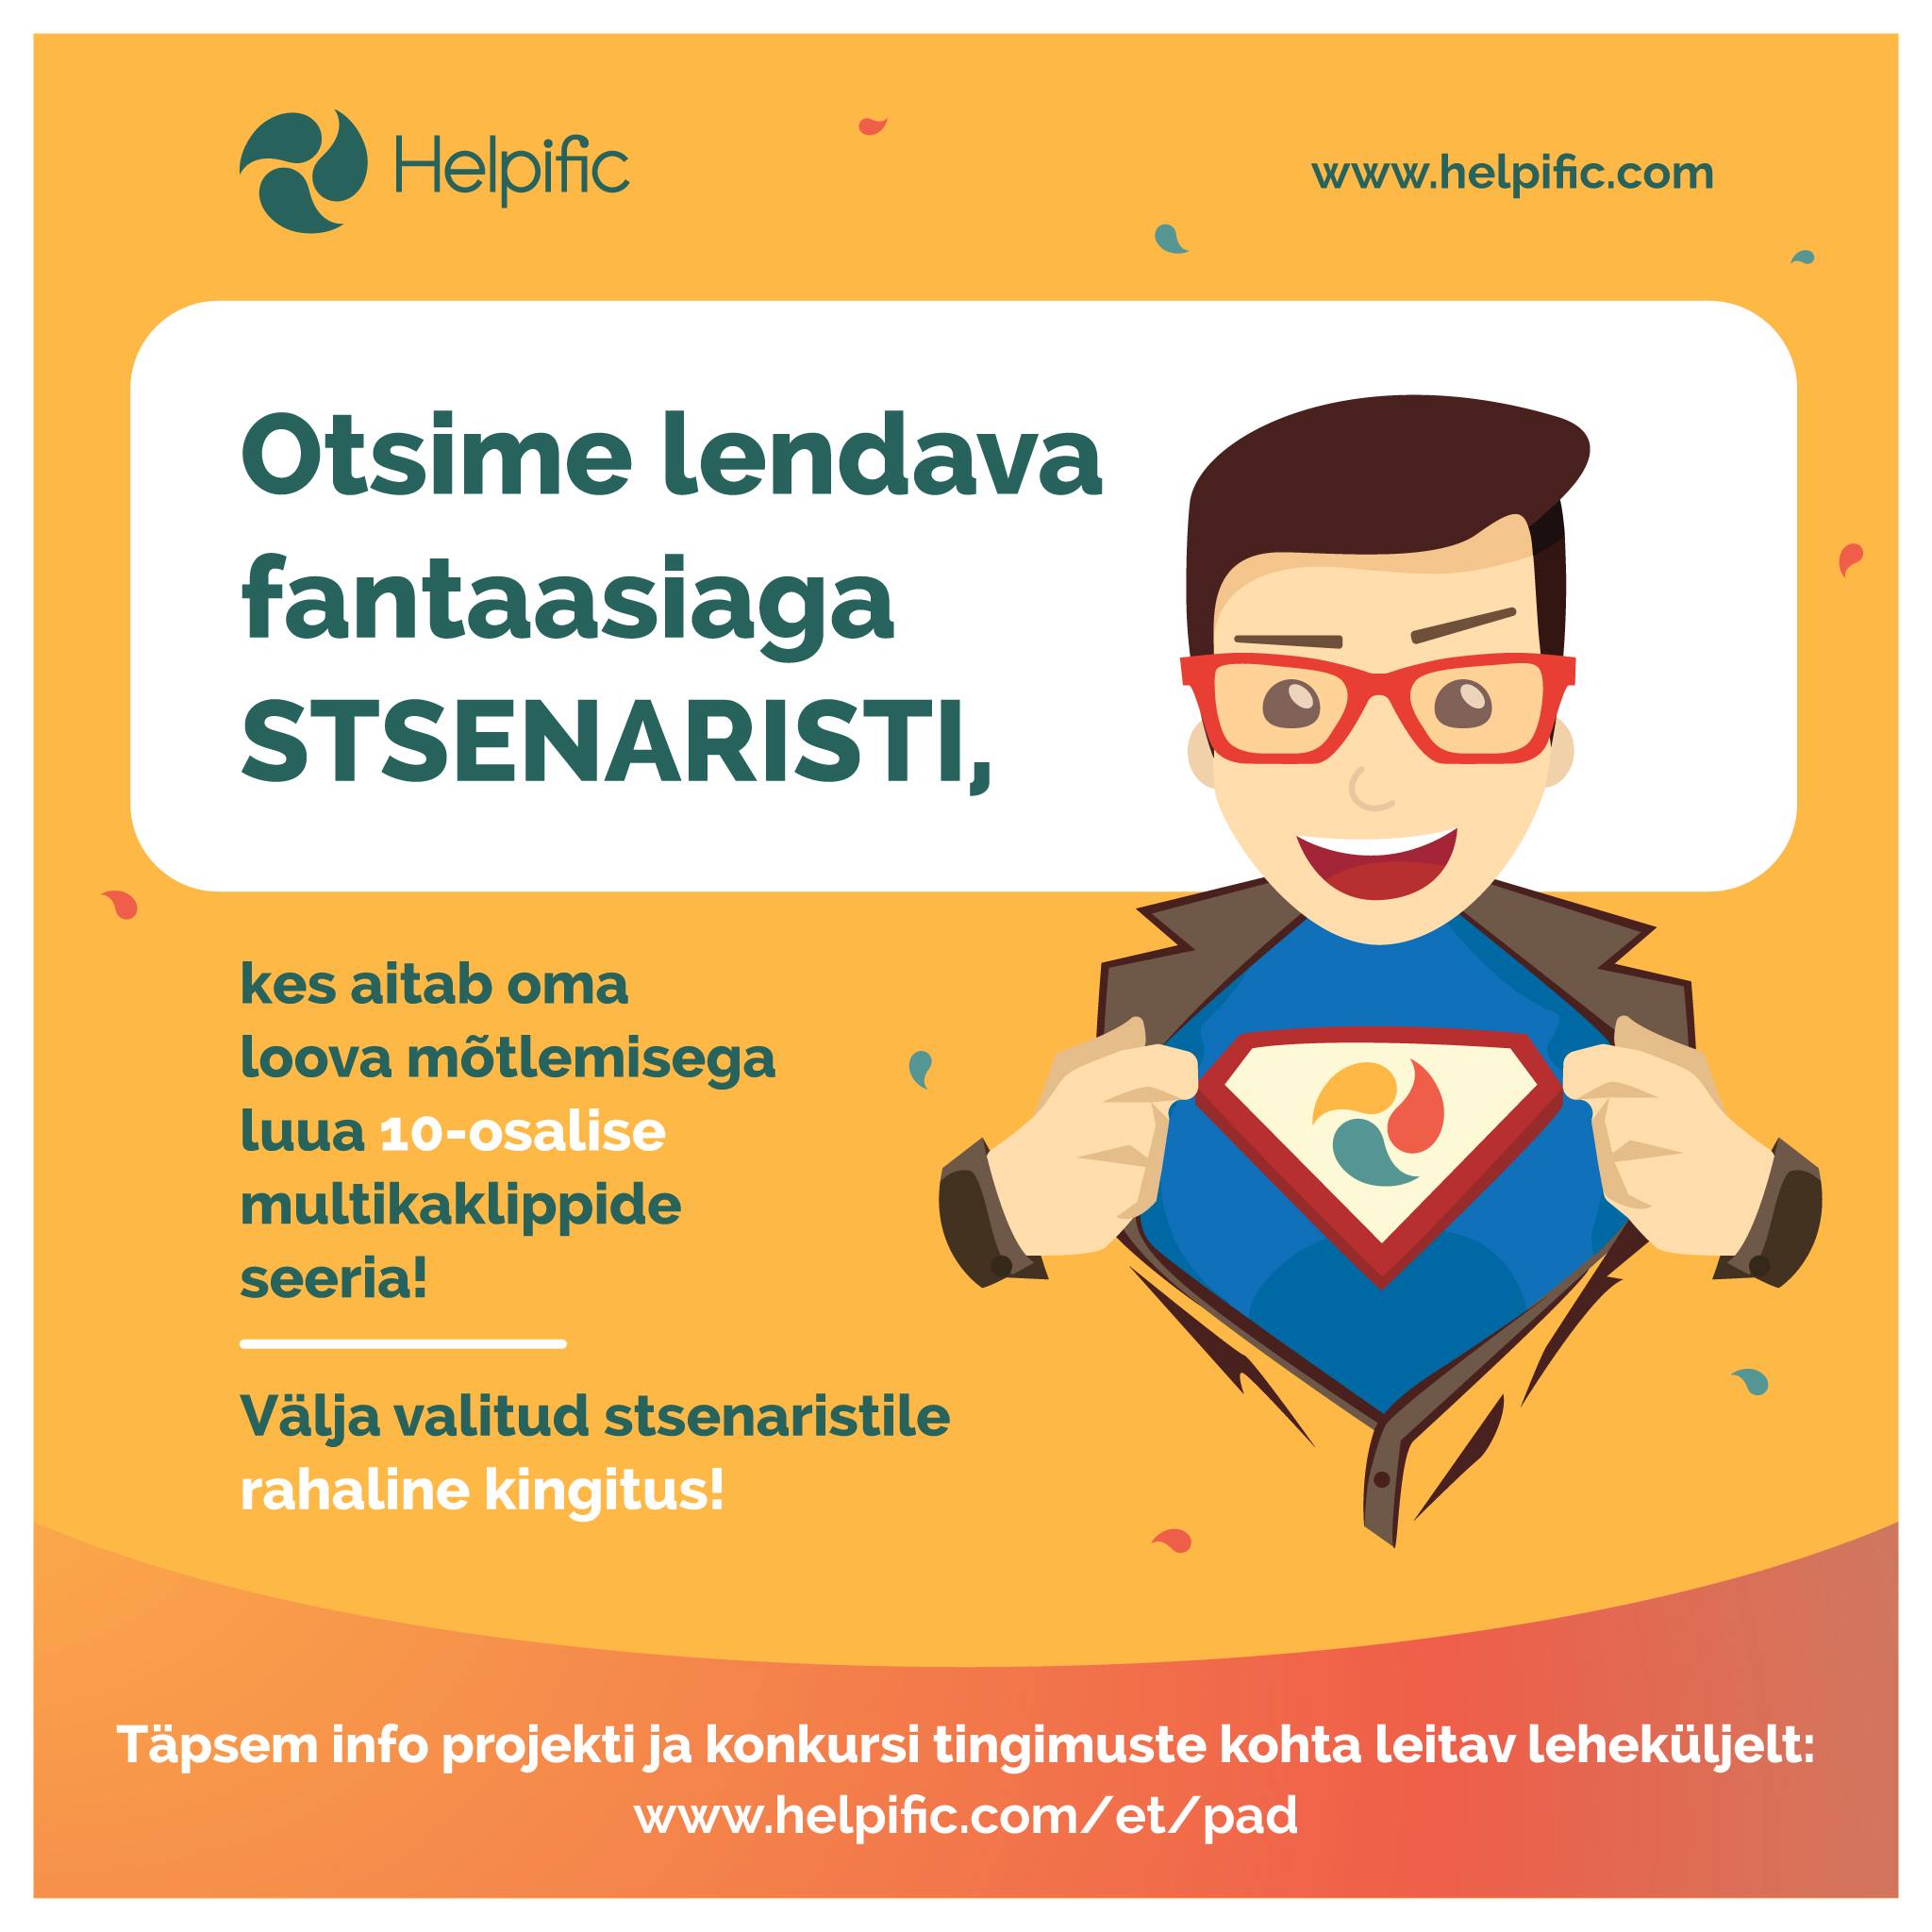 Helpific
www.helpific.com
Otsime lendava
fantaasiaga
STSENARISTI,
kes aitab oma
loova mõtlemisega
luua 10-osalise
multikaklippide
seeria!
Välja valitud stsenaristile
rahaline kingitus!
Täpsem info projekti ja konkursi tingimuste kohta leitav leheküljelt:
www.helpific.com/et/pad